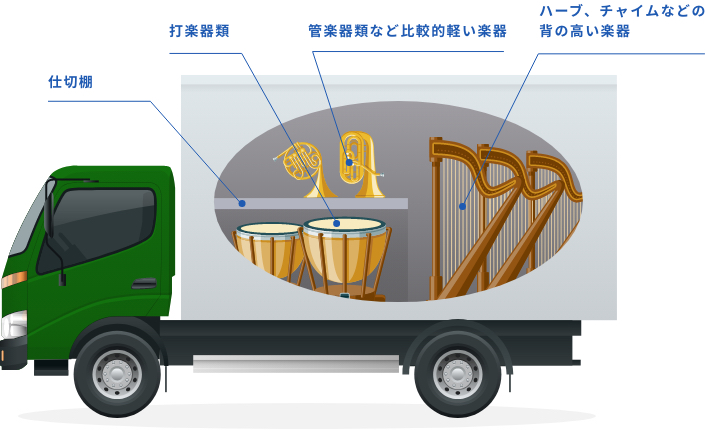 ハープ、チャイムなどの
背の高い楽器
打楽器類
管楽器類など比較的軽い楽器
仕切棚